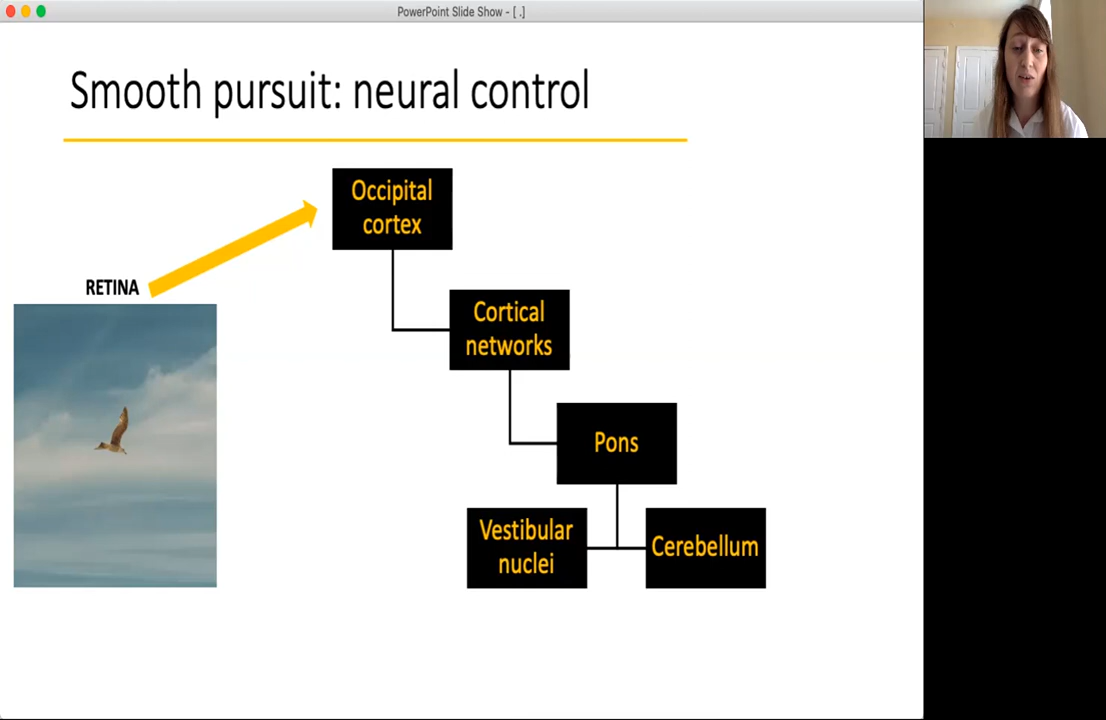 PowerPoint Slide Show - [ .]
Smooth pursuit: neural control
Occipital
cortex
RETINA
Cortical
networks
Pons
Vestibular
nuclei
Cerebellum